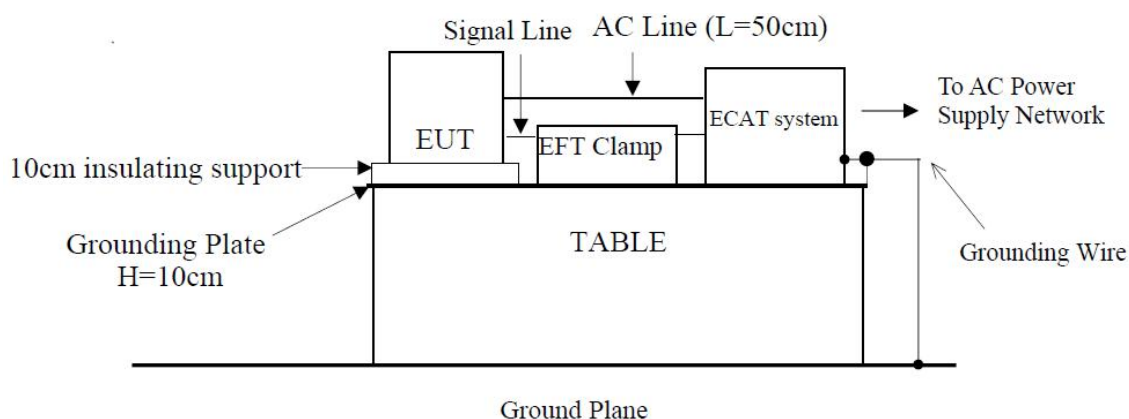 Signal Line
AC Line (L=50cm)
To AC Power
Supply Network
ECAT system
EUT
EFT Clamp
10cm insulating support
Grounding Plate
H=10cm
TABLE
Grounding Wire
Ground Plane